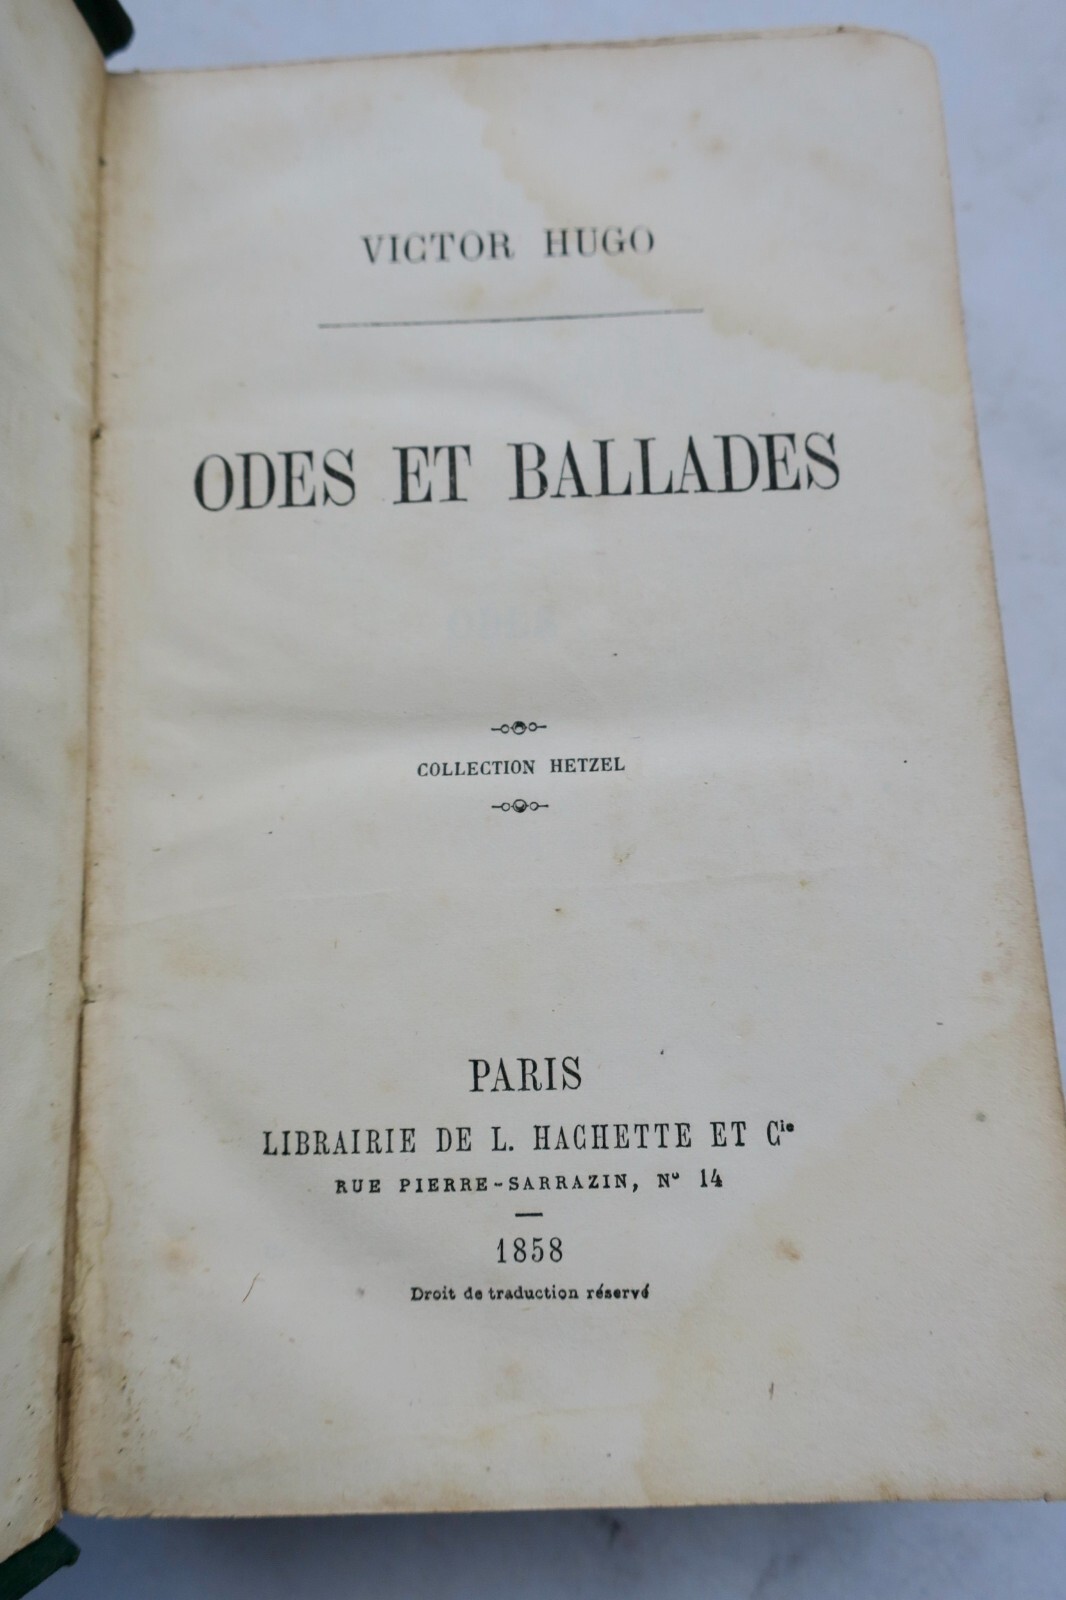 VICTOR HUGO
ODES ET BALLADES
COLLECTION HETZEL
PARIS
LIBRAIRIE DE L. HACHETTE ET Cie
RUE PIERRE-SARRAZIN, No 14
1858
Droit de traduction réservé